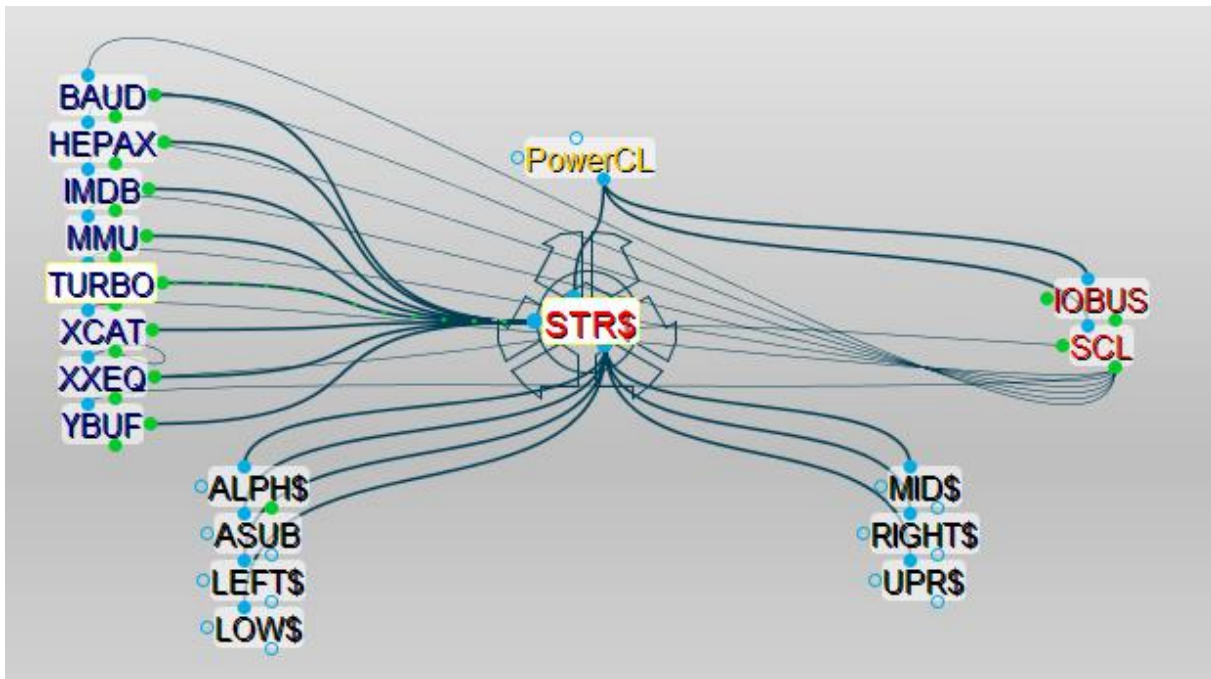 BAUD
HEPAX
IMDB
MMU
TURBO
XCAT
XXEQ
YBUF
PowerCL
STR$
IOBUS
SCL
ALPH$
ASUB
LEFT$
LOW$
MID$
RIGHT$
UPR$